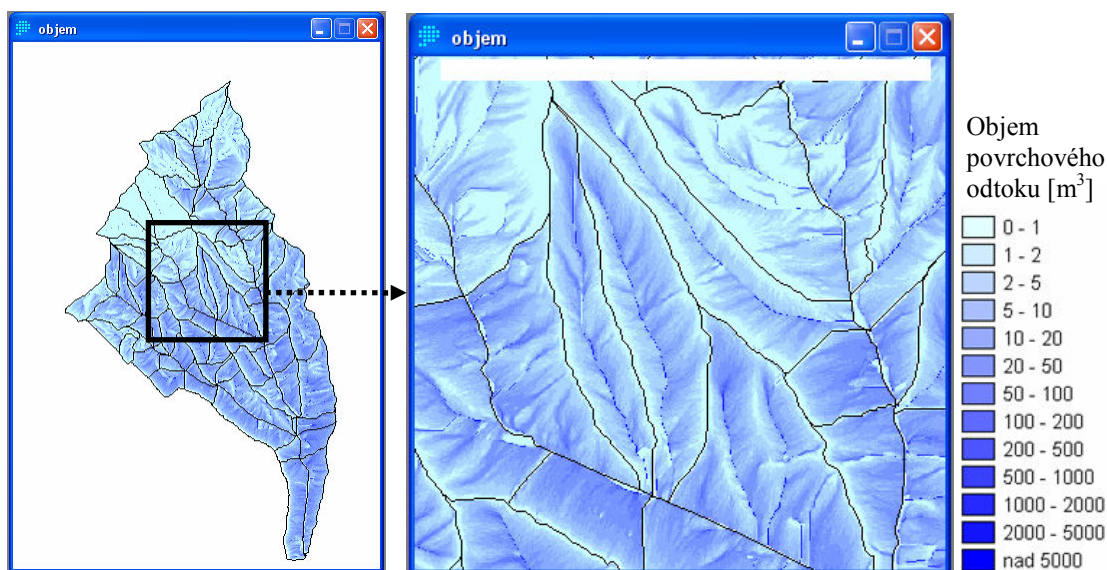 objem
objem
Objem
povrchového
odtoku [m³]
0 - 1
1 - 2
2 - 5
5 - 10
10 - 20
20 - 50
50 - 100
100 - 200
200 - 500
500 - 1000
1000 - 2000
2000 - 5000
nad 5000